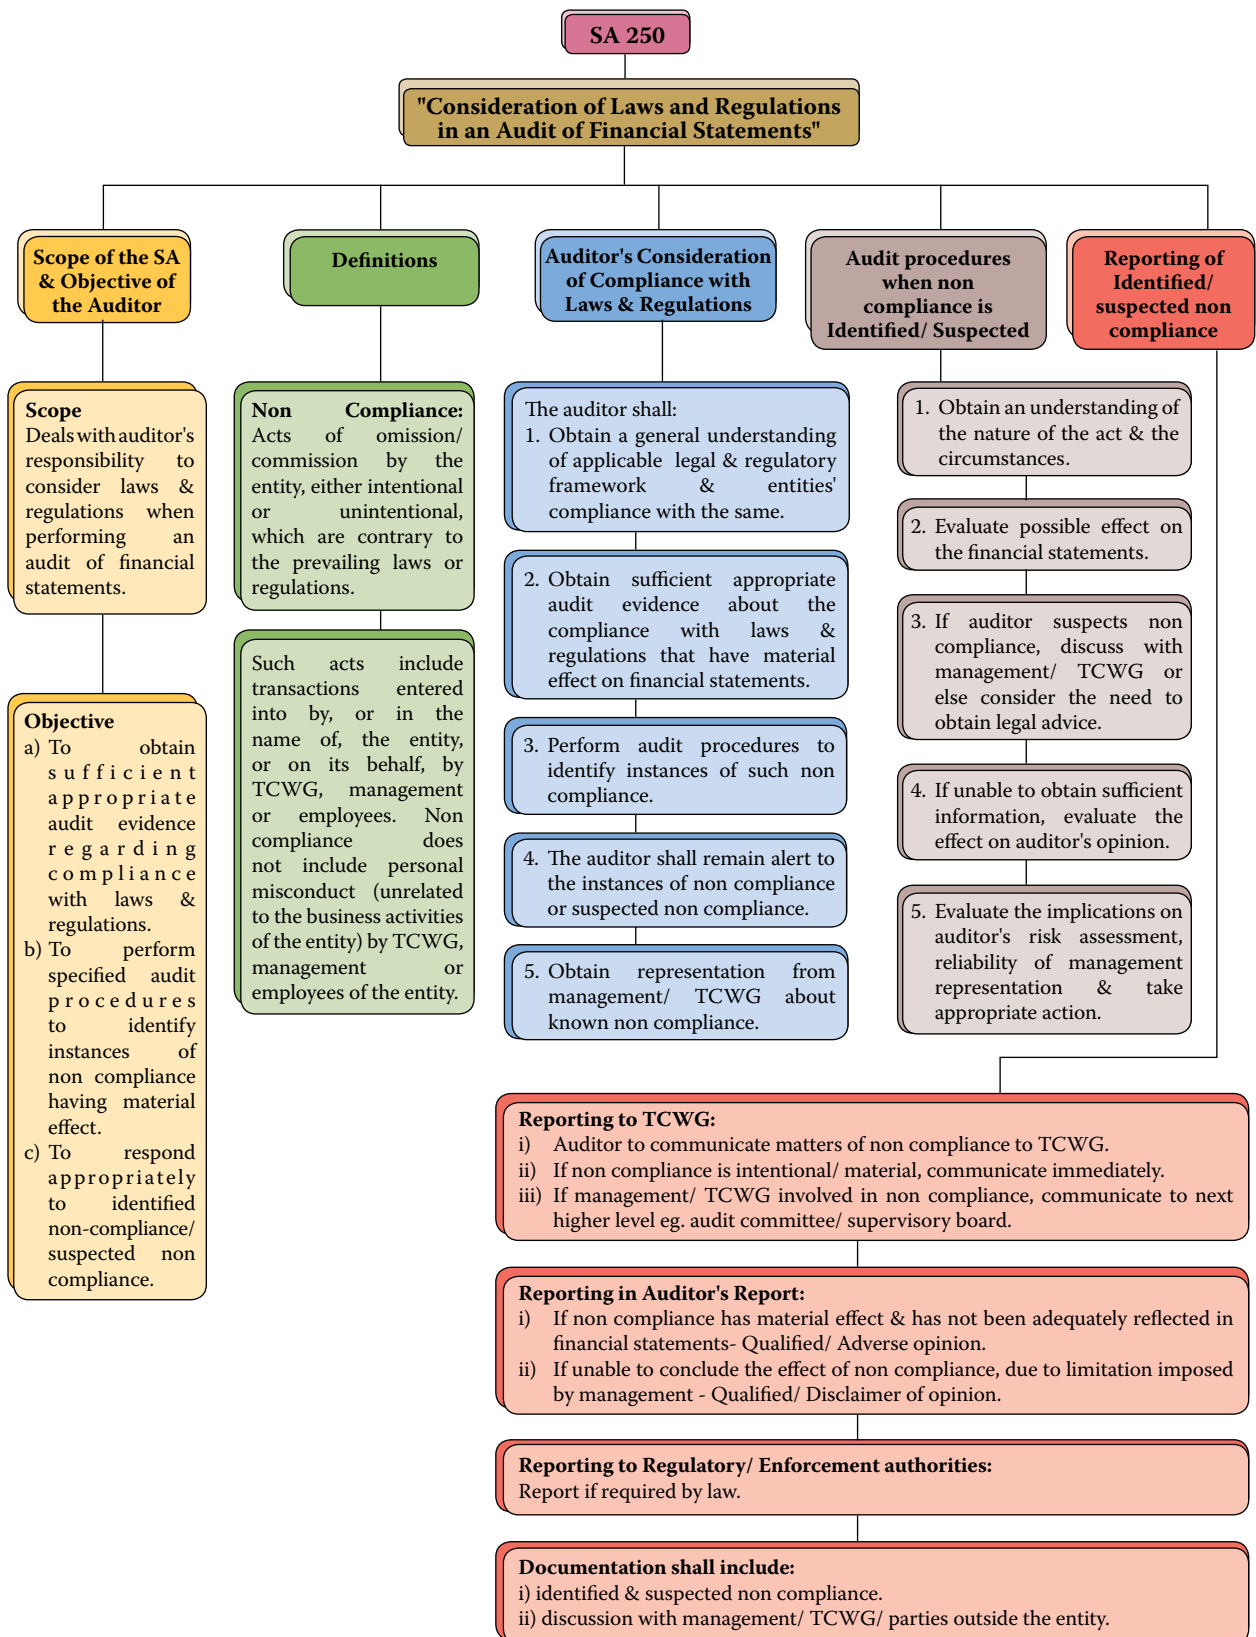 SA 250
"Consideration of Laws and Regulations
in an Audit of Financial Statements"
Scope of the SA
& Objective of
the Auditor
Scope
Deals with auditor's
responsibility to
consider laws &
regulations when
performing an
audit of financial
statements.
Objective
a) To obtain
sufficient
appropriate
audit evidence
regarding
compliance
with laws &
regulations.
b) To perform
specified audit
procedures
to identify
instances of
non compliance
having material
effect.
c) To respond
appropriately
to identified
non-compliance/
suspected non
compliance.
Definitions
Non Compliance:
Acts of omission/
commission by the
entity, either intentional
or unintentional,
which are contrary to
the prevailing laws or
regulations.
Such acts include
transactions entered
into by, or in the
name of, the entity,
or on its behalf, by
TCWG, management
or employees. Non
compliance does
not include personal
misconduct (unrelated
to the business activities
of the entity) by TCWG,
management or
employees of the entity.
Auditor's Consideration
of Compliance with
Laws & Regulations
The auditor shall:
1. Obtain a general understanding
of applicable legal & regulatory
framework & entities'
compliance with the same.
2. Obtain sufficient appropriate
audit evidence about the
compliance with laws &
regulations that have material
effect on financial statements.
3. Perform audit procedures to
identify instances of such non
compliance.
4. The auditor shall remain alert to
the instances of non compliance
or suspected non compliance.
5. Obtain representation from
management/ TCWG about
known non compliance.
Audit procedures
when non
compliance is
Identified/ Suspected
1. Obtain an understanding of
the nature of the act & the
circumstances.
2. Evaluate possible effect on
the financial statements.
3. If auditor suspects non
compliance, discuss with
management/ TCWG or
else consider the need to
obtain legal advice.
4. If unable to obtain sufficient
information, evaluate the
effect on auditor's opinion.
5. Evaluate the implications on
auditor's risk assessment,
reliability of management
representation & take
appropriate action.
Reporting of
Identified/
suspected non
compliance
Reporting to TCWG:
i) Auditor to communicate matters of non compliance to TCWG.
ii) If non compliance is intentional/ material, communicate immediately.
iii) If management/ TCWG involved in non compliance, communicate to next
higher level eg. audit committee/ supervisory board.
Reporting in Auditor's Report:
i) If non compliance has material effect & has not been adequately reflected in
financial statements- Qualified/ Adverse opinion.
ii) If unable to conclude the effect of non compliance, due to limitation imposed
by management - Qualified/ Disclaimer of opinion.
Reporting to Regulatory/ Enforcement authorities:
Report if required by law.
Documentation shall include:
i) identified & suspected non compliance.
ii) discussion with management/ TCWG/ parties outside the entity.